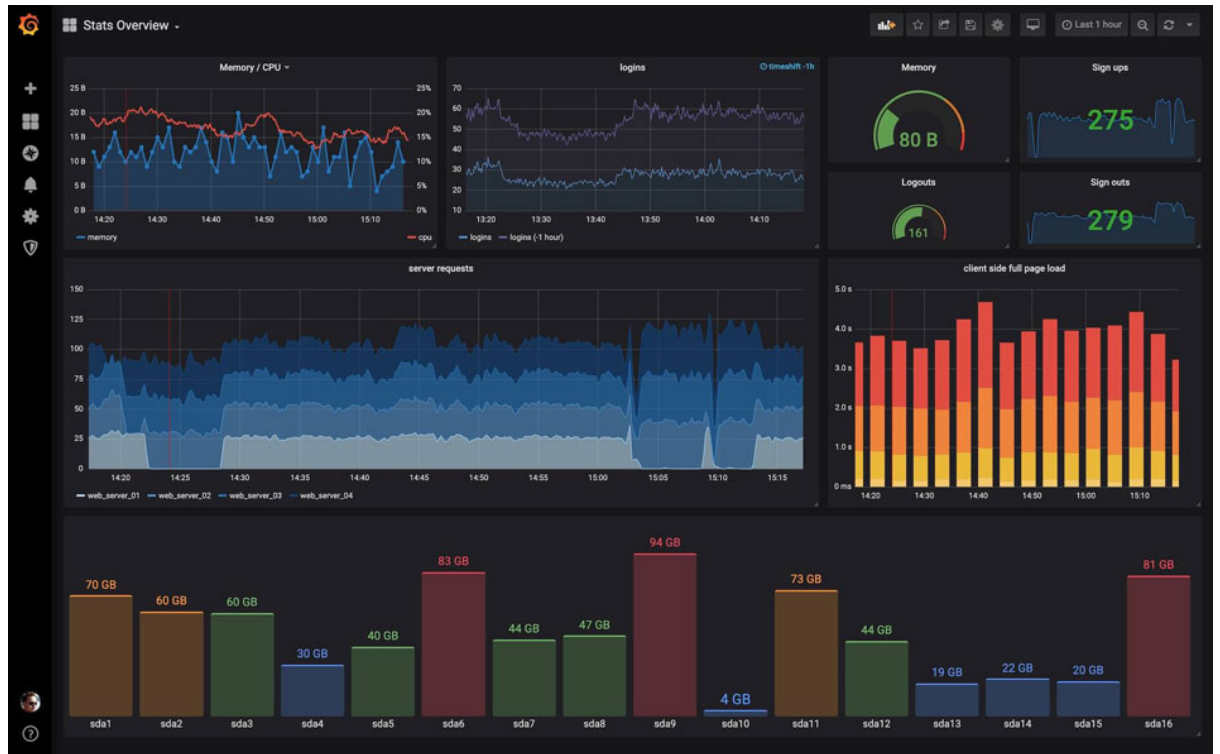 Stats Overview
Last 1 hour
Memory / CPU
25 B
20 B
15 B
10 B
5 B
0 B
25%
20%
15%
10%
5%
0%
14:20 14:30 14:40 14:50 15:00 15:10
memory
cpu
logins
timeshift -1h
70
60
50
40
30
20
10
13:20 13:30 13:40 13:50 14:00 14:10
logins logins (-1 hour)
Memory
80 B
Sign ups
275
Logouts
161
Sign outs
279
server requests
150
125
100
75
50
25
0
14:20 14:25 14:30 14:35 14:40 14:45 14:50 14:55 15:00 15:05 15:10 15:15
web_server_01 web_server_02 web_server_03 web_server_04
client side full page load
5.0 s
4.0 s
3.0 s
2.0 s
1.0 s
0 ms
14:20 14:30 14:40 14:50 15:00 15:10
70 GB 60 GB 60 GB 30 GB 40 GB 83 GB 44 GB 47 GB 94 GB 4 GB 73 GB 44 GB 19 GB 22 GB 20 GB 81 GB
sda1 sda2 sda3 sda4 sda5 sda6 sda7 sda8 sda9 sda10 sda11 sda12 sda13 sda14 sda15 sda16